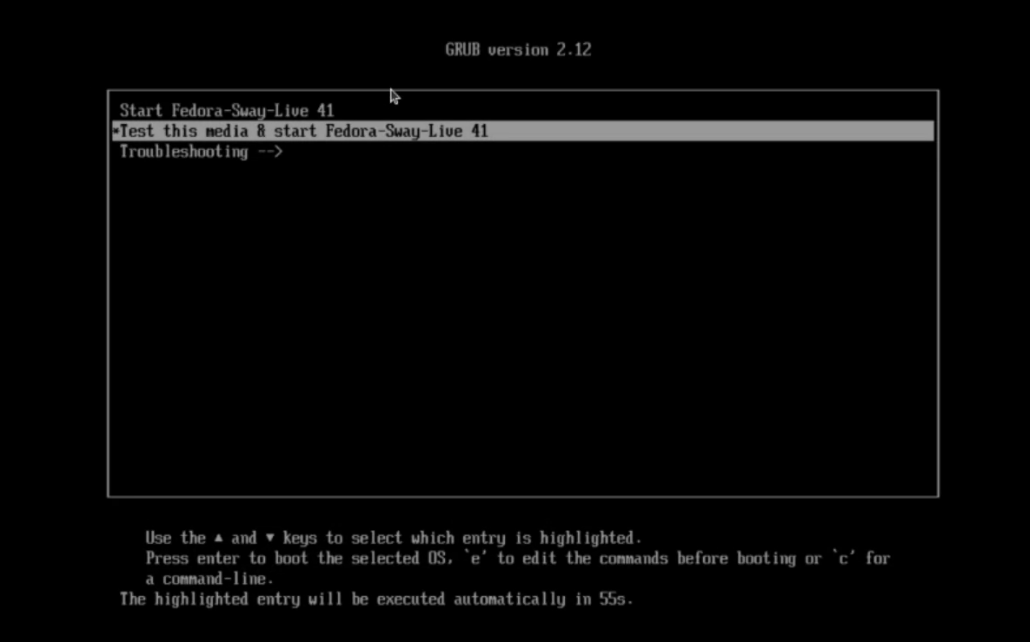 GRUB version 2.12
Start Fedora-Sway-Live 41
*Test this media & start Fedora-Sway-Live 41
Troubleshooting -->
Use the ▲ and ▼ keys to select which entry is highlighted.
Press enter to boot the selected OS, `e' to edit the commands before booting or `c' for
a command-line.
The highlighted entry will be executed automatically in 55s.